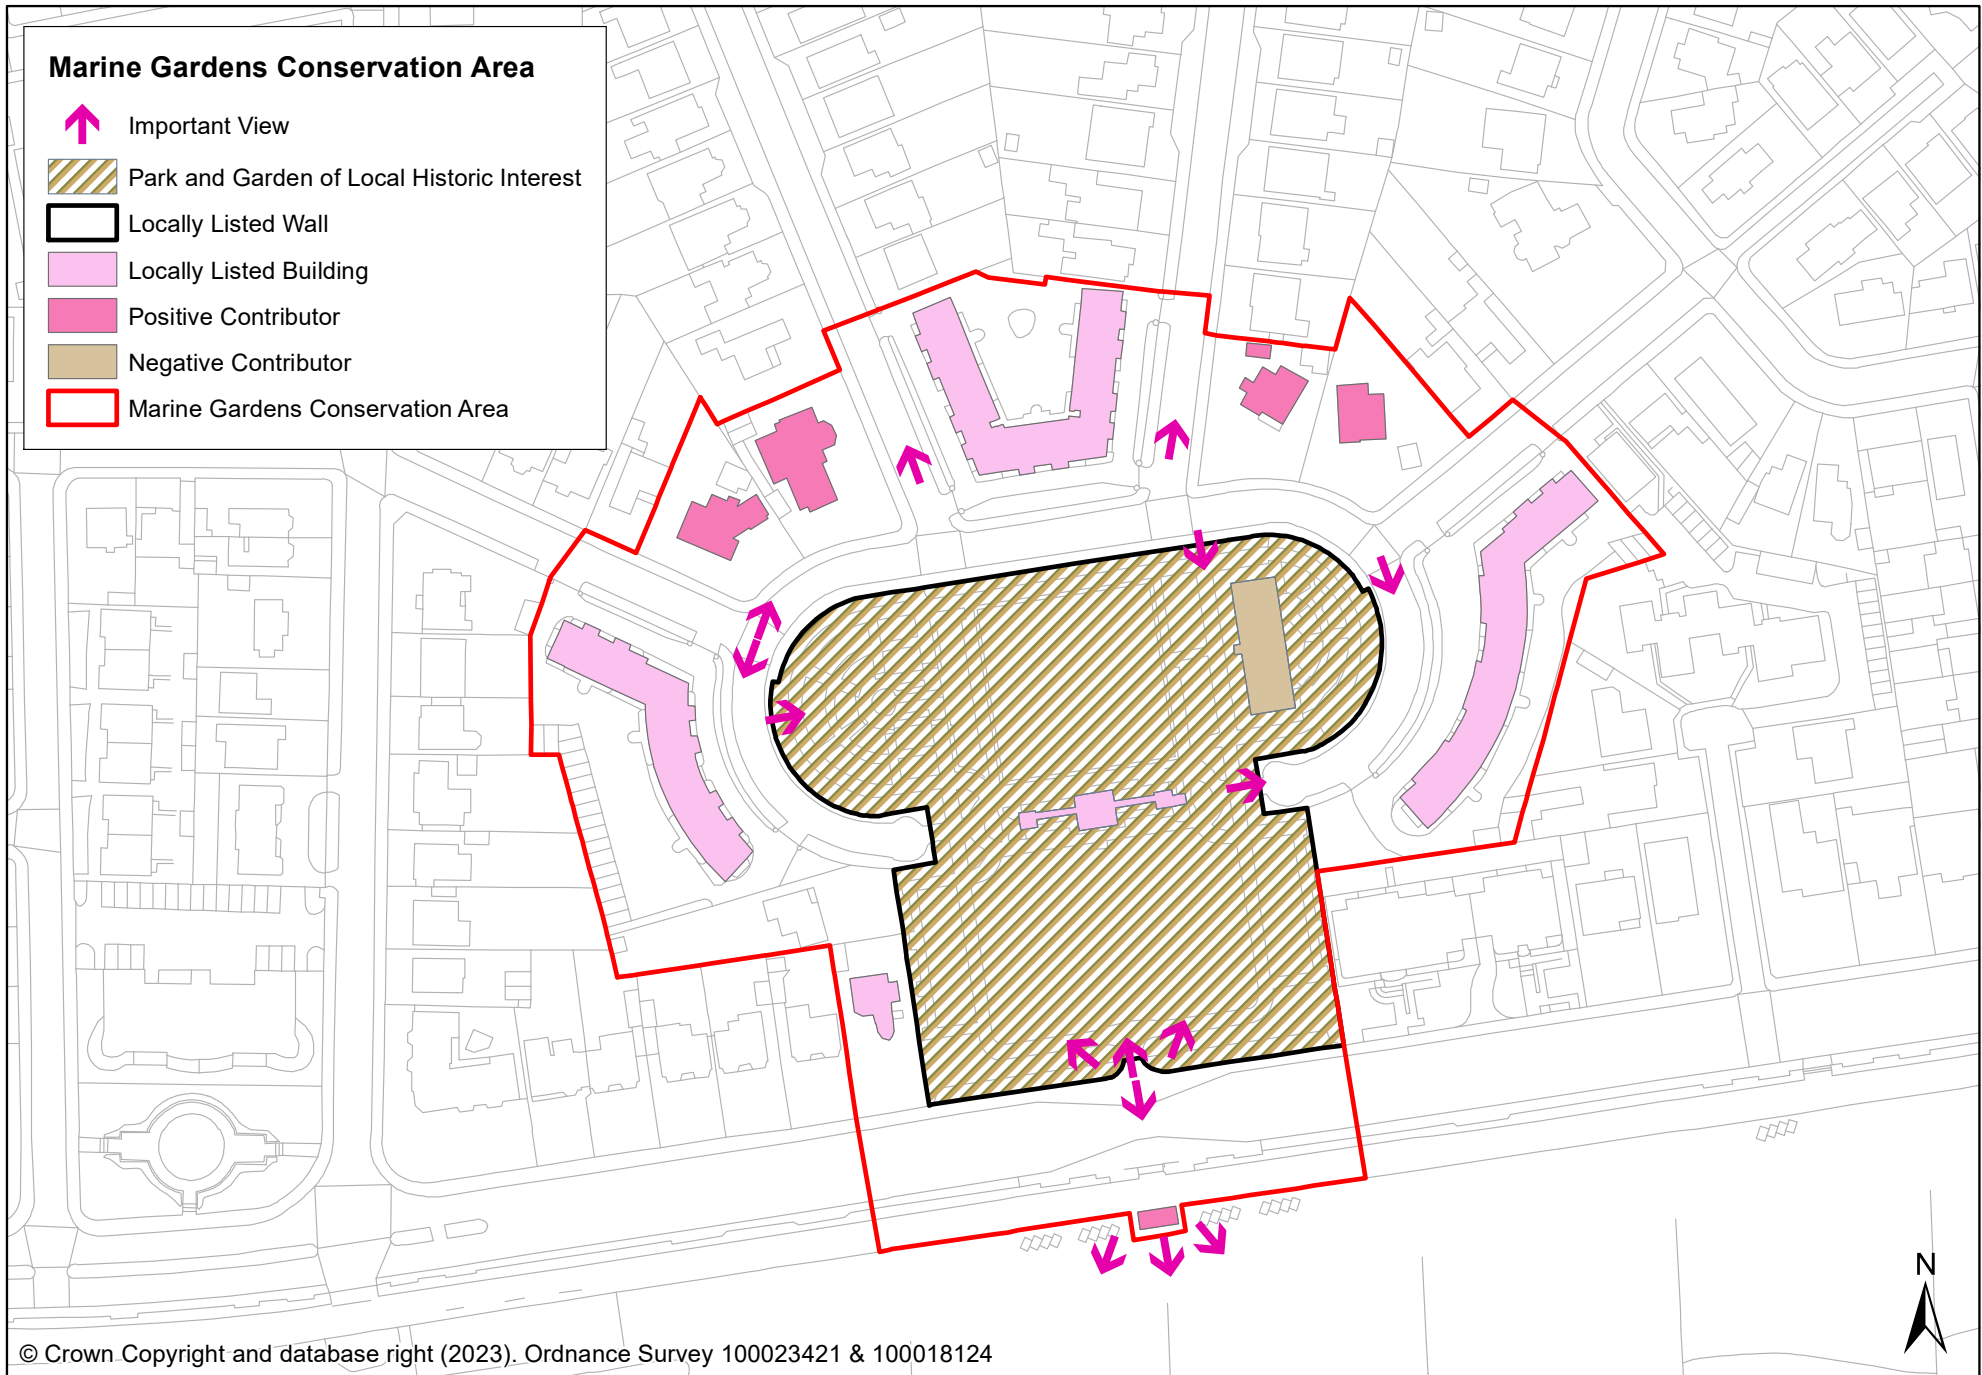 Marine Gardens Conservation Area
Important View
Park and Garden of Local Historic Interest
Locally Listed Wall
Locally Listed Building
Positive Contributor
Negative Contributor
Marine Gardens Conservation Area
N
© Crown Copyright and database right (2023). Ordnance Survey 100023421 & 100018124